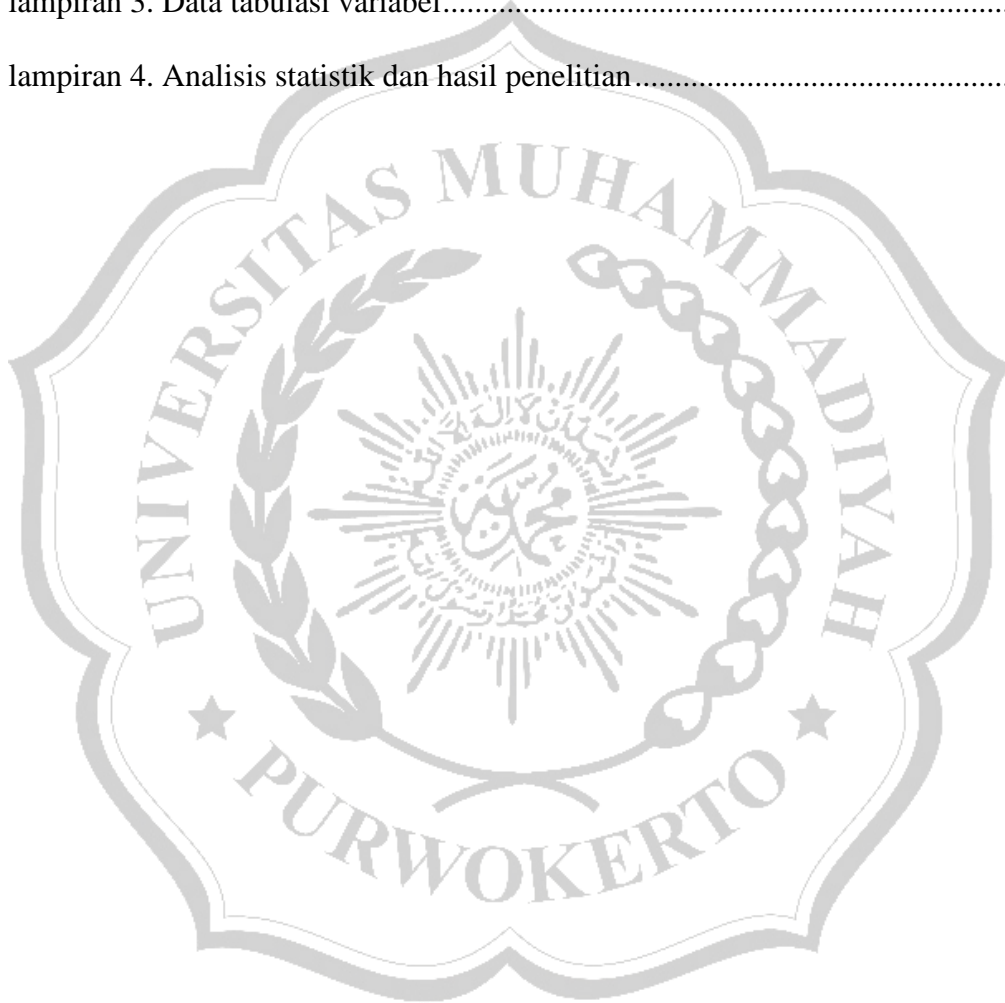 lampiran 3. Data tabulasi variabel
lampiran 4. Analisis statistik dan hasil penelitian
UNIVERSITAS MUHAMMADIYAH
PURWOKERTO